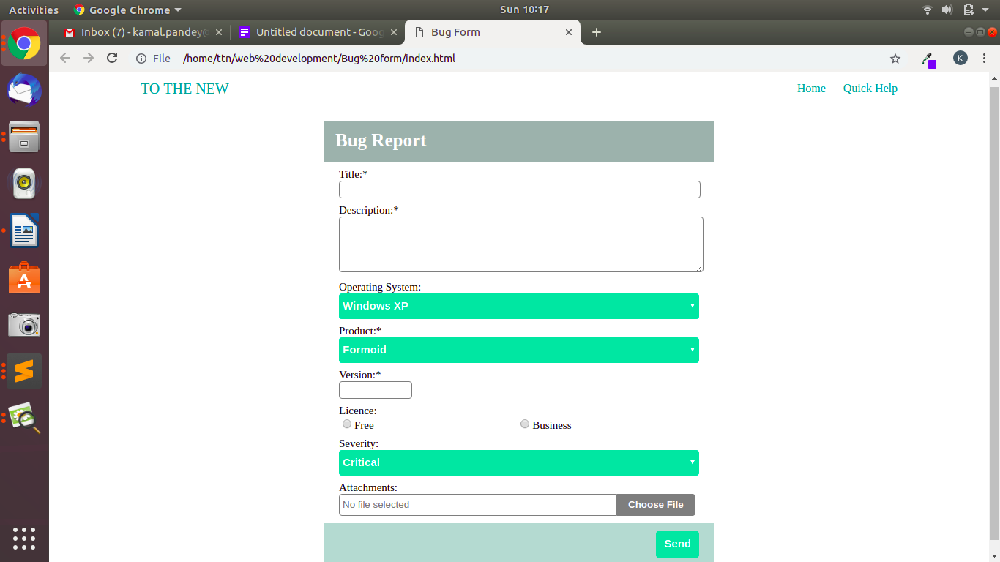 Activities Google Chrome Sun 10:17
Inbox (7) - kamal.pandey@ Untitled document - Goog Bug Form
File /home/ttn/web%20development/Bug%20form/index.html K
TO THE NEW Home Quick Help
Bug Report
Title:*
Description:*
Operating System:
Windows XP
Product:*
Formoid
Version:*
Licence:
Free Business
Severity:
Critical
Attachments:
No file selected Choose File
Send